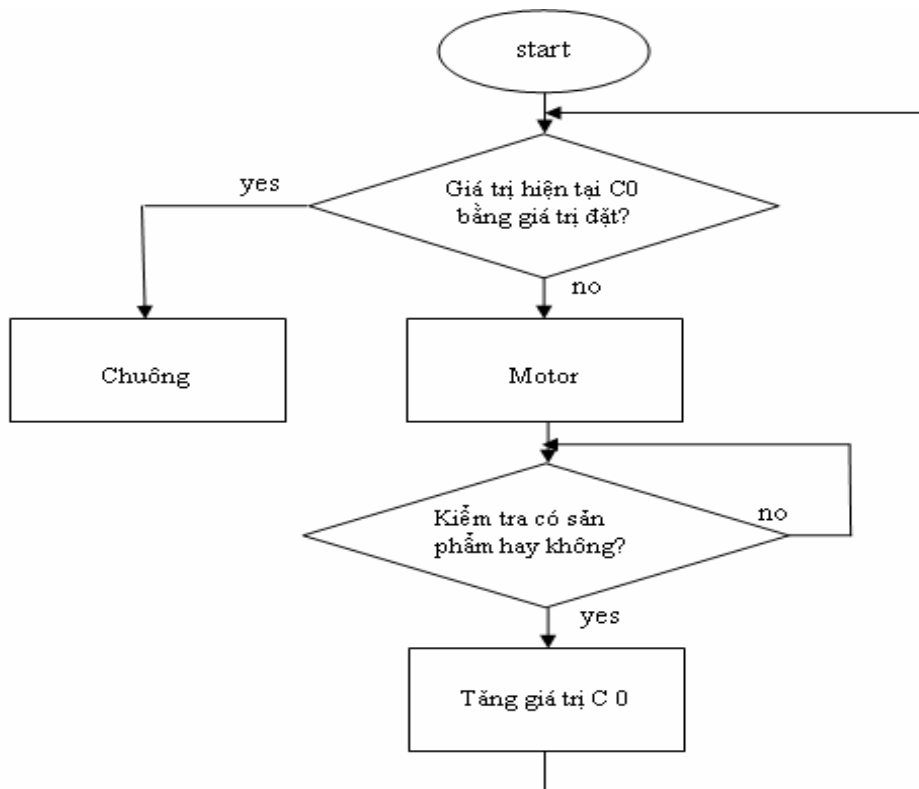 start
yes
Giá trị hiện tại C0
bằng giá trị đặt?
no
Chuông
Motor
Kiểm tra có sản
phẩm hay không?
no
yes
Tăng giá trị C 0